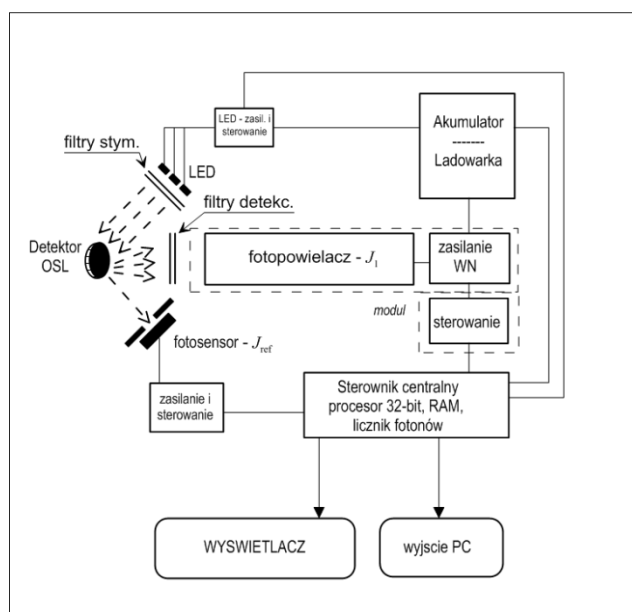 LED - zasil. i
sterowanie
Akumulator
-------
Ladowarka
filtry stym.
LED
filtry detekc.
Detektor
OSL
fotopowielacz - J1
zasilanie
WN
modul
sterowanie
fotosensor - Jref
zasilanie i
sterowanie
Sterownik centralny
procesor 32-bit, RAM,
licznik fotonów
WYSWIETLACZ
wyjscie PC